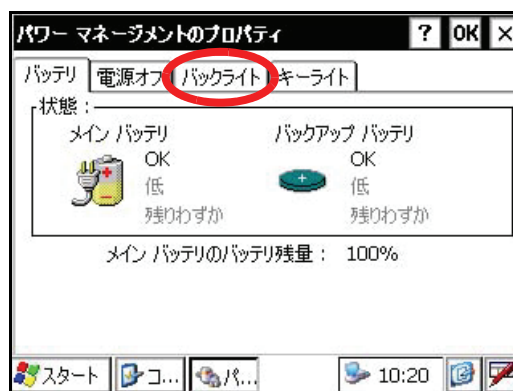 パワー マネージメントのプロパティ ? OK ×
バッテリ 電源オフ バックライト キーライト
状態:
メイン バッテリ バックアップ バッテリ
OK OK
低 低
残りわずか 残りわずか
メイン バッテリのバッテリ残量: 100%
スタート コ... パ... 10:20